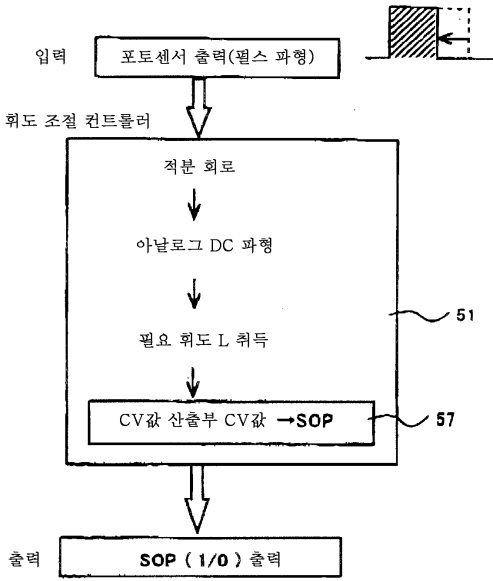 입력 포토센서 출력(펄스 파형)
휘도 조절 컨트롤러
적분 회로
아날로그 DC 파형
필요 휘도 L 취득
51
CV값 산출부 CV값 →SOP
57
출력 SOP ( 1/0 ) 출력